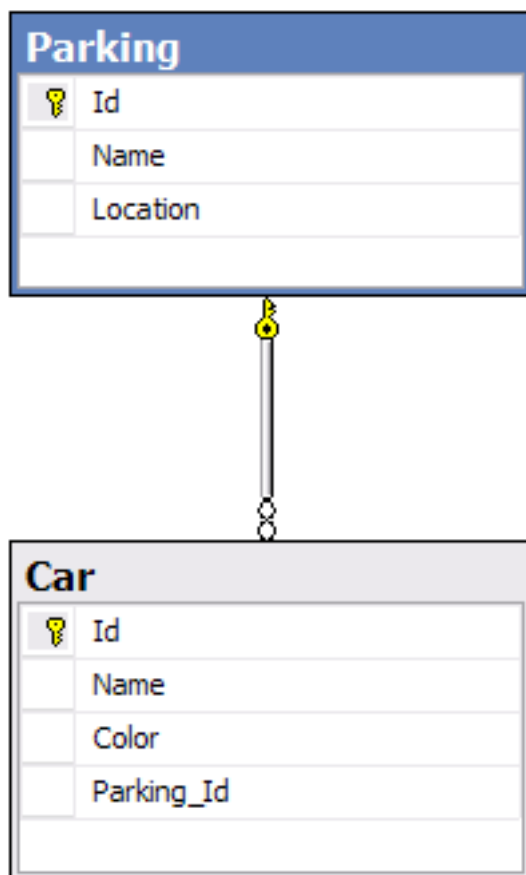 Parking
Id
Name
Location
Car
Id
Name
Color
Parking_Id